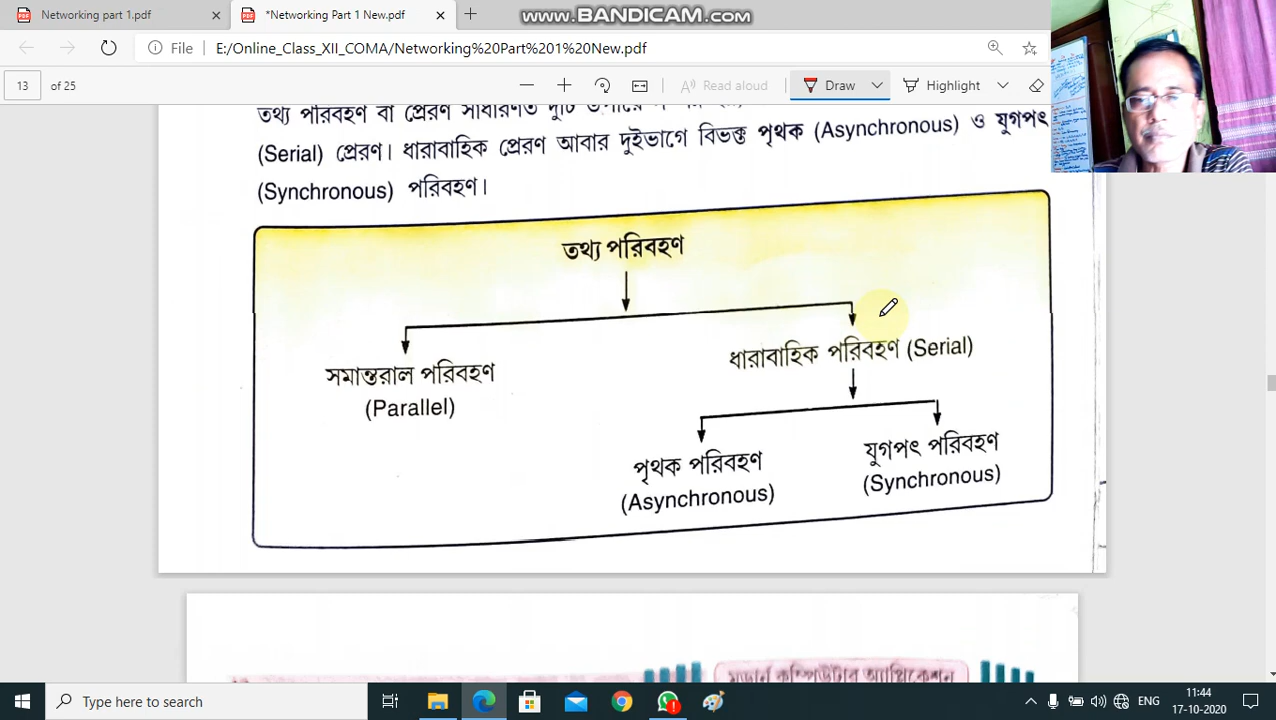 Networking part 1.pdf
*Networking Part 1 New.pdf
www.BANDICAM.com
File
E:/Online_Class_XII_COMA/Networking%20Part%201%20New.pdf
13 of 25
Read aloud
Draw
Highlight
তথ্য পরিবহণ বা প্রেরণ সাধারণত দুটি উপায়ে
(Serial) প্রেরণ। ধারাবাহিক প্রেরণ আবার দুইভাগে বিভক্ত পৃথক (Asynchronous) ও যুগপৎ
(Synchronous) পরিবহণ।
তথ্য পরিবহণ
সমান্তরাল পরিবহণ
(Parallel)
ধারাবাহিক পরিবহণ (Serial)
পৃথক পরিবহণ
(Asynchronous)
যুগপৎ পরিবহণ
(Synchronous)
মডার্ন কম্পিউটার অ্যাপ্লিকেশন
Type here to search
ENG
11:44
17-10-2020